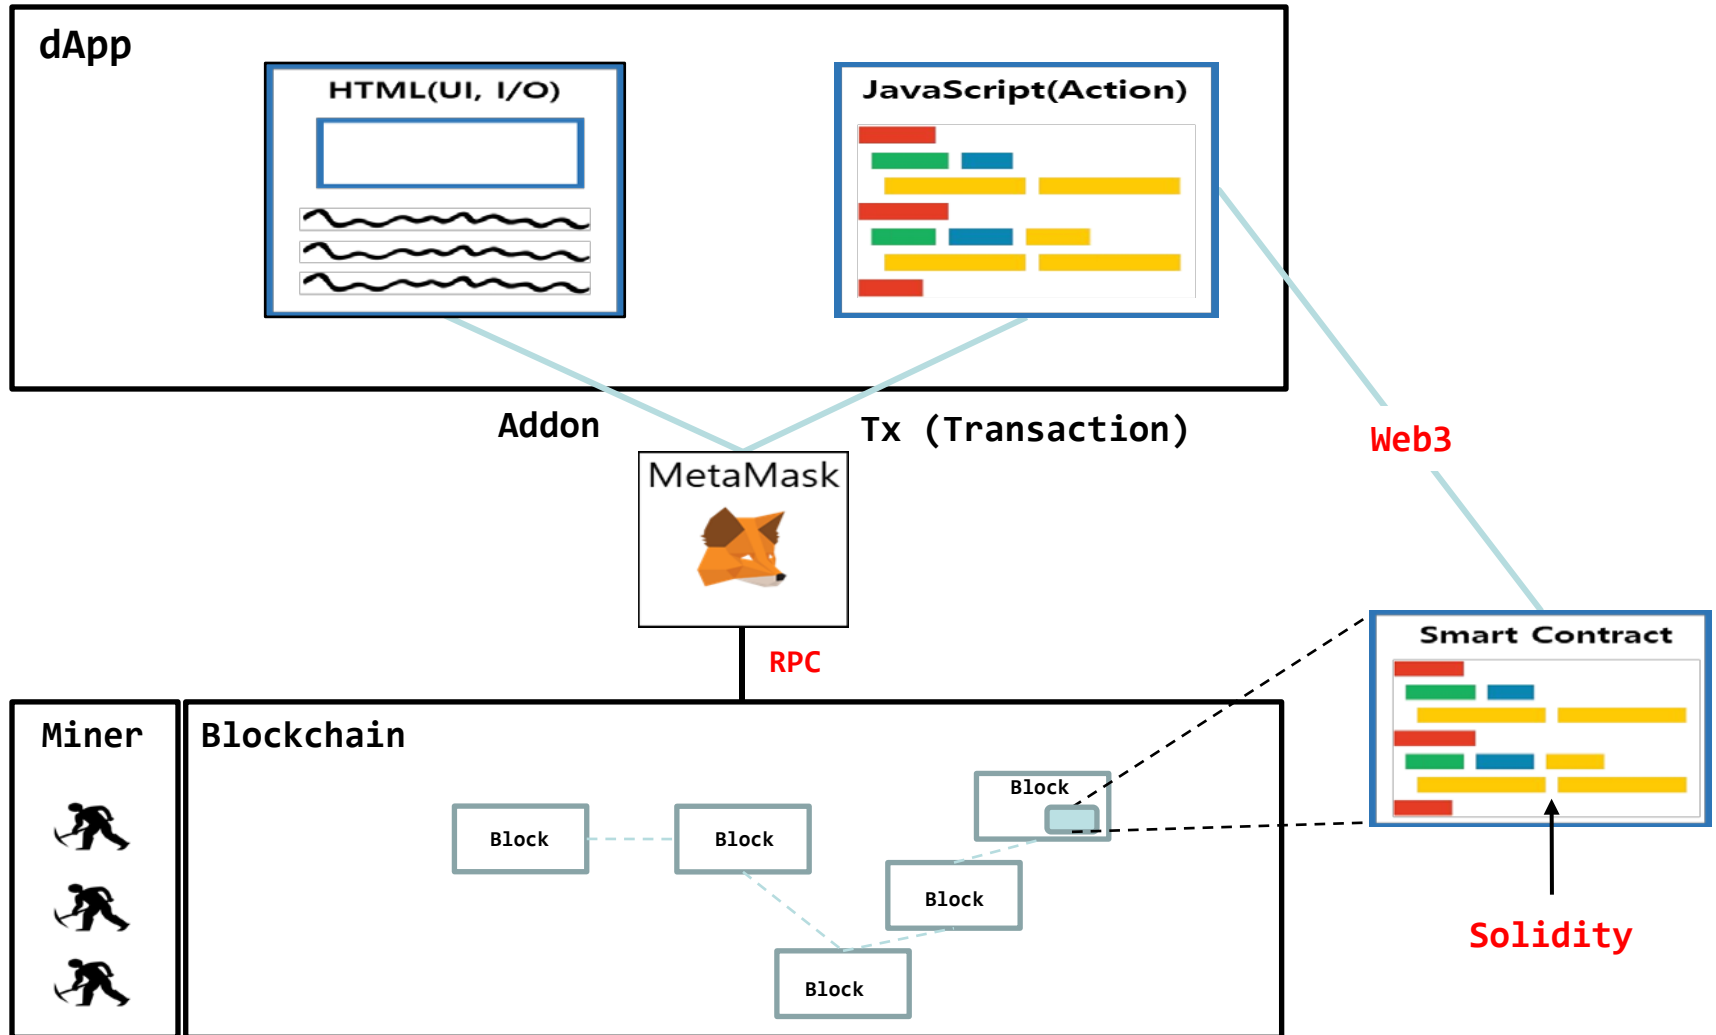 dApp
HTML(UI, I/O)
JavaScript(Action)
Addon
Tx (Transaction)
Web3
MetaMask
RPC
Smart Contract
Miner
Blockchain
Block
Block
Block
Block
Block
Solidity